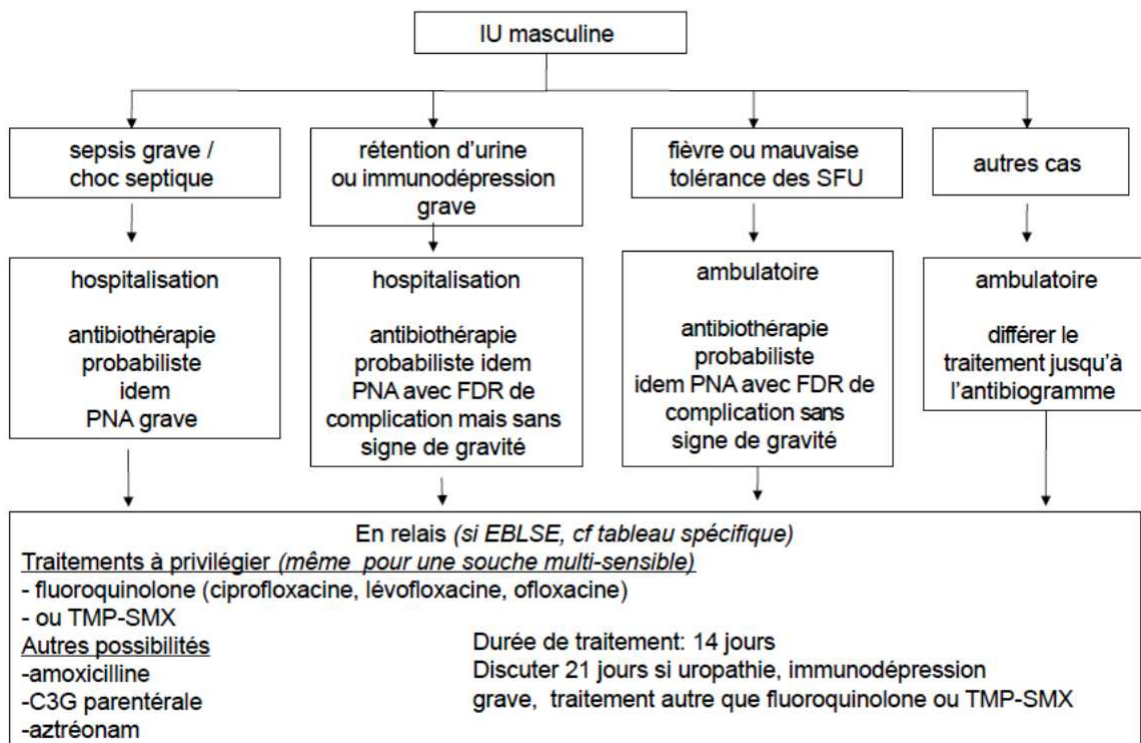 IU masculine
sepsis grave /
choc septique
rétention d'urine
ou immunodépression
grave
fièvre ou mauvaise
tolérance des SFU
autres cas
hospitalisation
antibiothérapie
probabiliste
idem
PNA grave
hospitalisation
antibiothérapie
probabiliste idem
PNA avec FDR de
complication mais sans
signe de gravité
ambulatoire
antibiothérapie
probabiliste
idem PNA avec FDR de
complication sans
signe de gravité
ambulatoire
différer le
traitement jusqu'à
l'antibiogramme
En relais (si EBLSE, cf tableau spécifique)
Traitements à privilégier (même pour une souche multi-sensible)
- fluoroquinolone (ciprofloxacine, lévofloxacine, ofloxacine)
- ou TMP-SMX
Autres possibilités
-amoxicilline
-C3G parentérale
-aztréonam
Durée de traitement: 14 jours
Discuter 21 jours si uropathie, immunodépression
grave, traitement autre que fluoroquinolone ou TMP-SMX